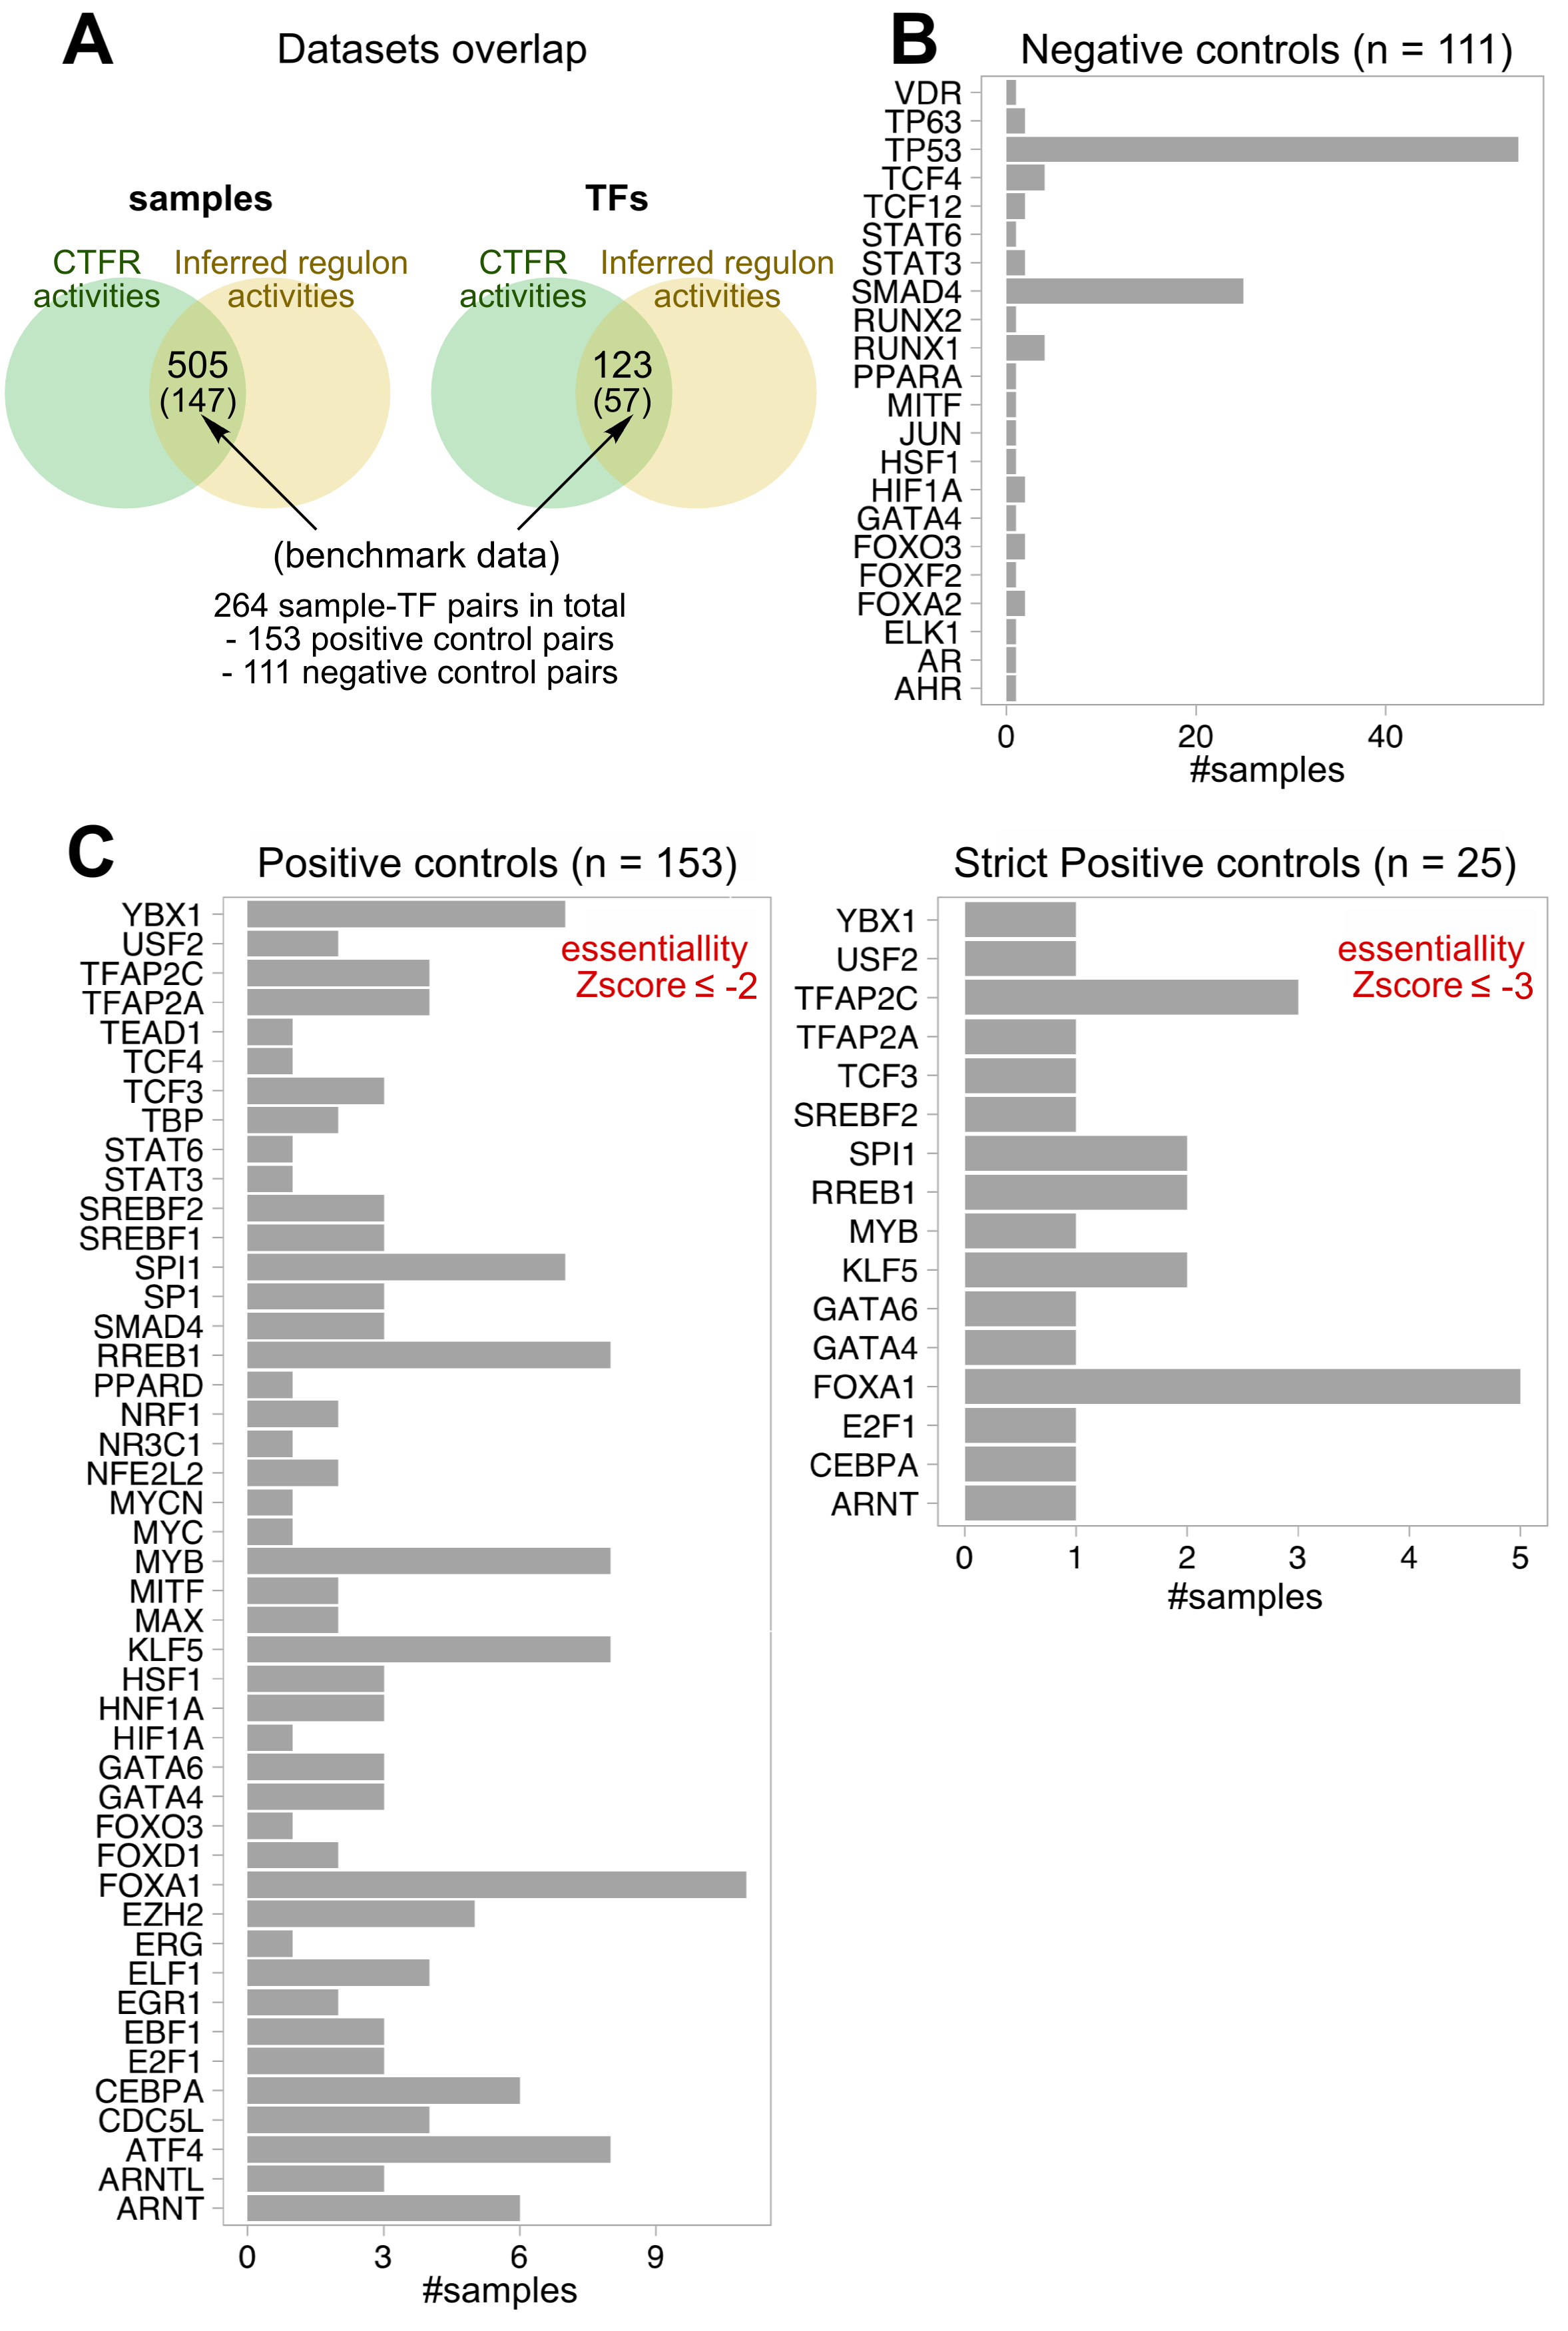 A
Datasets overlap
samples
TFs
CTFR
activities
Inferred regulon
activities
CTFR
activities
Inferred regulon
activities
505
(147)
123
(57)
(benchmark data)
264 sample-TF pairs in total
- 153 positive control pairs
- 111 negative control pairs
B
Negative controls (n = 111)
VDR
TP63
TP53
TCF4
TCF12
STAT6
STAT3
SMAD4
RUNX2
RUNX1
PPARA
MITF
JUN
HSF1
HIF1A
GATA4
FOXO3
FOXF2
FOXA2
ELK1
AR
AHR
0 20 40
#samples
C
Positive controls (n = 153)
essentiallity
Zscore ≤ -2
YBX1
USF2
TFAP2C
TFAP2A
TEAD1
TCF4
TCF3
TBP
STAT6
STAT3
SREBF2
SREBF1
SPI1
SP1
SMAD4
RREB1
PPARD
NRF1
NR3C1
NFE2L2
MYCN
MYC
MYB
MITF
MAX
KLF5
HSF1
HNF1A
HIF1A
GATA6
GATA4
FOXO3
FOXD1
FOXA1
EZH2
ERG
ELF1
EGR1
EBF1
E2F1
CEBPA
CDC5L
ATF4
ARNTL
ARNT
0 3 6 9
#samples
Strict Positive controls (n = 25)
essentiallity
Zscore ≤ -3
YBX1
USF2
TFAP2C
TFAP2A
TCF3
SREBF2
SPI1
RREB1
MYB
KLF5
GATA6
GATA4
FOXA1
E2F1
CEBPA
ARNT
0 1 2 3 4 5
#samples